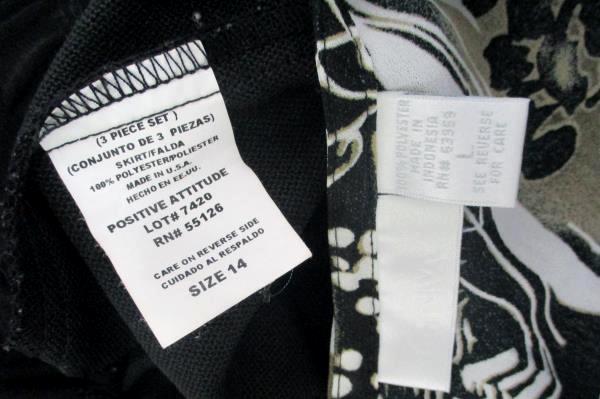 (3 PIECE SET)
(CONJUNTO DE 3 PIEZAS)
SKIRT/FALDA
100% POLYESTER/POLIESTER
MADE IN U.S.A.
HECHO EN EE.UU.
POSITIVE ATTITUDE
LOT# 7420
RN# 55126
CARE ON REVERSE SIDE
CUIDADO AL RESPALDO
SIZE 14
100% POLYESTER
MADE IN
INDONESIA
RN# 63969
L
SEE REVERSE
FOR CARE